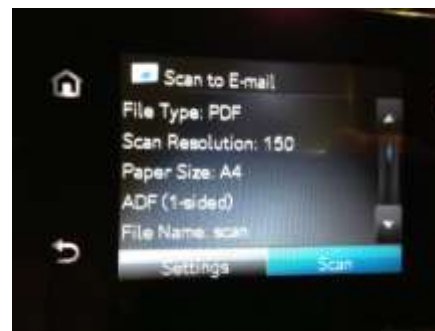 Scan to E-mail
File Type: PDF
Scan Resolution: 150
Paper Size: A4
ADF (1-sided)
File Name: scan
Settings
Scan